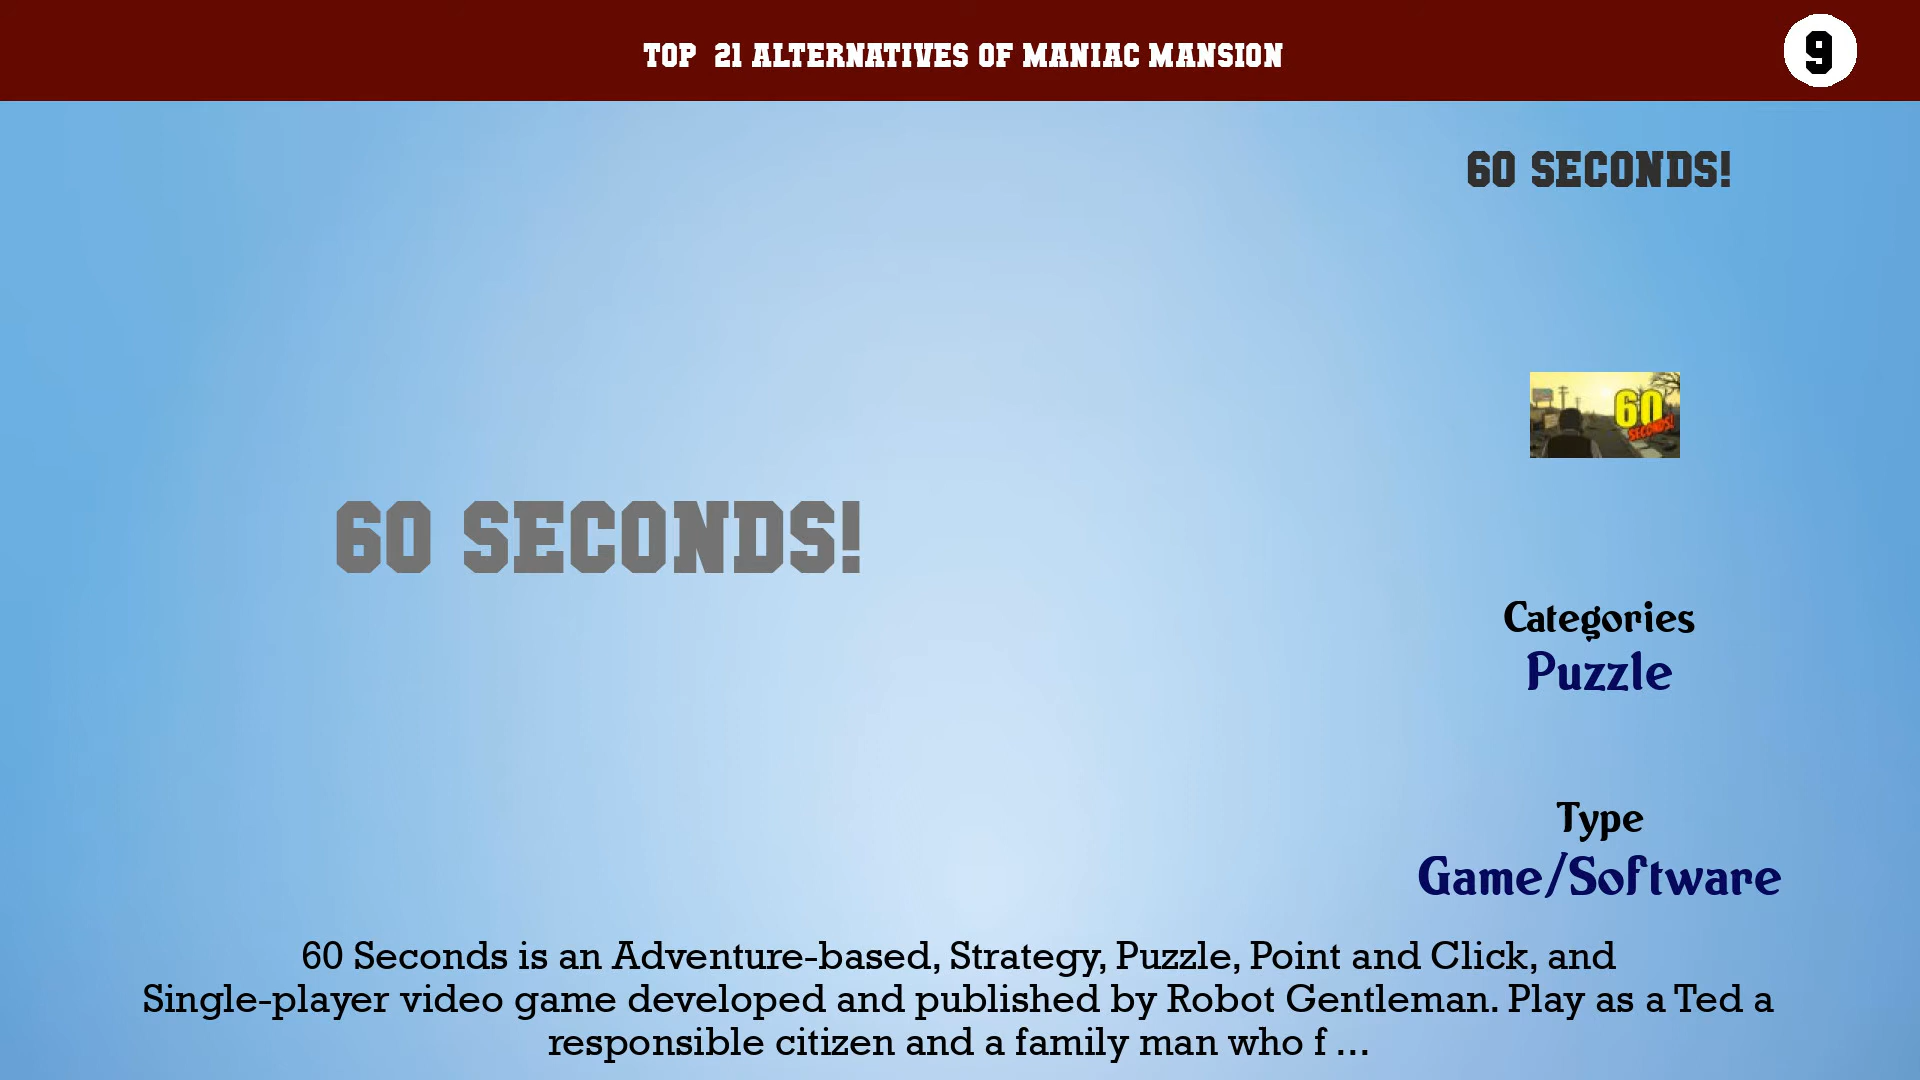 TOP 21 ALTERNATIVES OF MANIAC MANSION
9
60 SECONDS!
60
SECONDS!
60 SECONDS!
Categories
Puzzle
Type
Game/Software
60 Seconds is an Adventure-based, Strategy, Puzzle, Point and Click, and
Single-player video game developed and published by Robot Gentleman. Play as a Ted a
responsible citizen and a family man who f ...